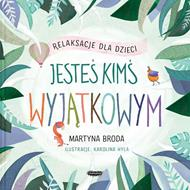 RELAKSACJE DLA DZIECI
JESTEŚ KIMŚ
WYJĄTKOWYM
MARTYNA BRODA
ILUSTRACJE: KAROLINA HYLA